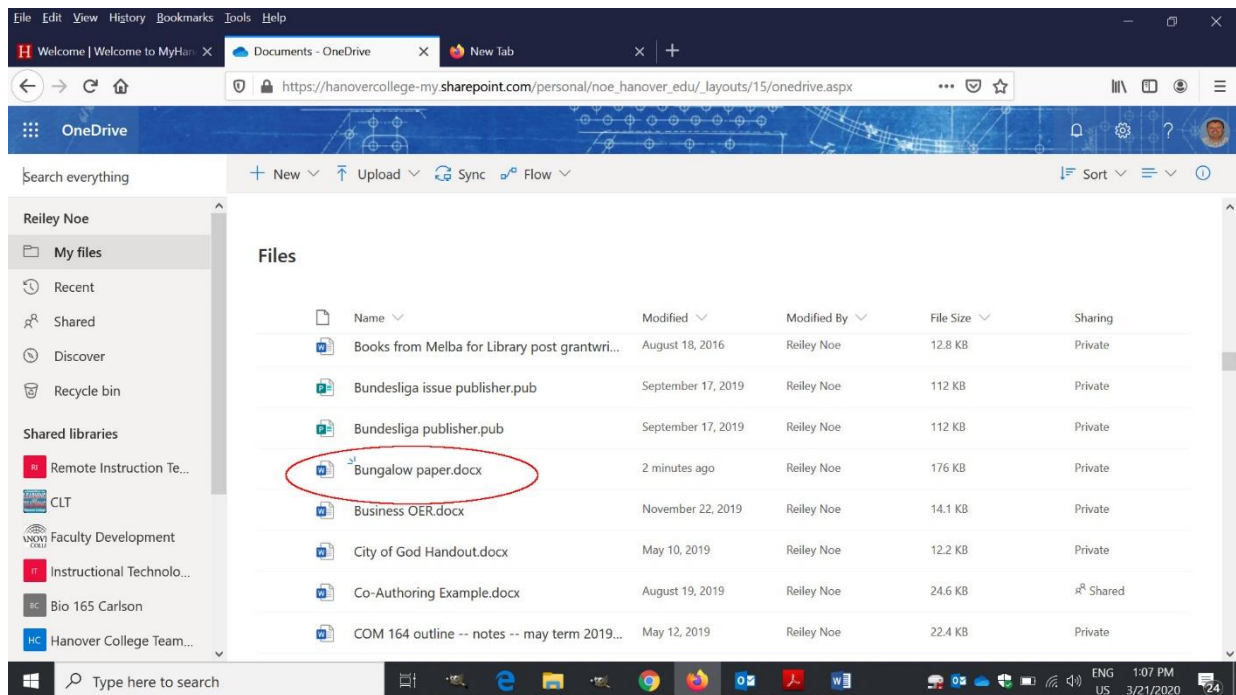 File Edit View History Bookmarks Tools Help
Welcome | Welcome to MyHan
Documents - OneDrive
New Tab
https://hanovercollege-my.sharepoint.com/personal/noe_hanover_edu/_layouts/15/onedrive.aspx
OneDrive
?
Search everything
New Upload Sync Flow Sort
Reiley Noe
My files
Recent
Shared
Discover
Recycle bin
Shared libraries
RI Remote Instruction Te...
CLT
Faculty Development
IT Instructional Technolo...
BC Bio 165 Carlson
HC Hanover College Team...
Files
Name Modified Modified By File Size Sharing
Books from Melba for Library post grantwri... August 18, 2016 Reiley Noe 12.8 KB Private
Bundesliga issue publisher.pub September 17, 2019 Reiley Noe 112 KB Private
Bundesliga publisher.pub September 17, 2019 Reiley Noe 112 KB Private
Bungalow paper.docx 2 minutes ago Reiley Noe 176 KB Private
Business OER.docx November 22, 2019 Reiley Noe 14.1 KB Private
City of God Handout.docx May 10, 2019 Reiley Noe 12.2 KB Private
Co-Authoring Example.docx August 19, 2019 Reiley Noe 24.6 KB Shared
COM 164 outline -- notes -- may term 2019... May 12, 2019 Reiley Noe 22.4 KB Private
Type here to search
ENG 1:07 PM
US 3/21/2020
24